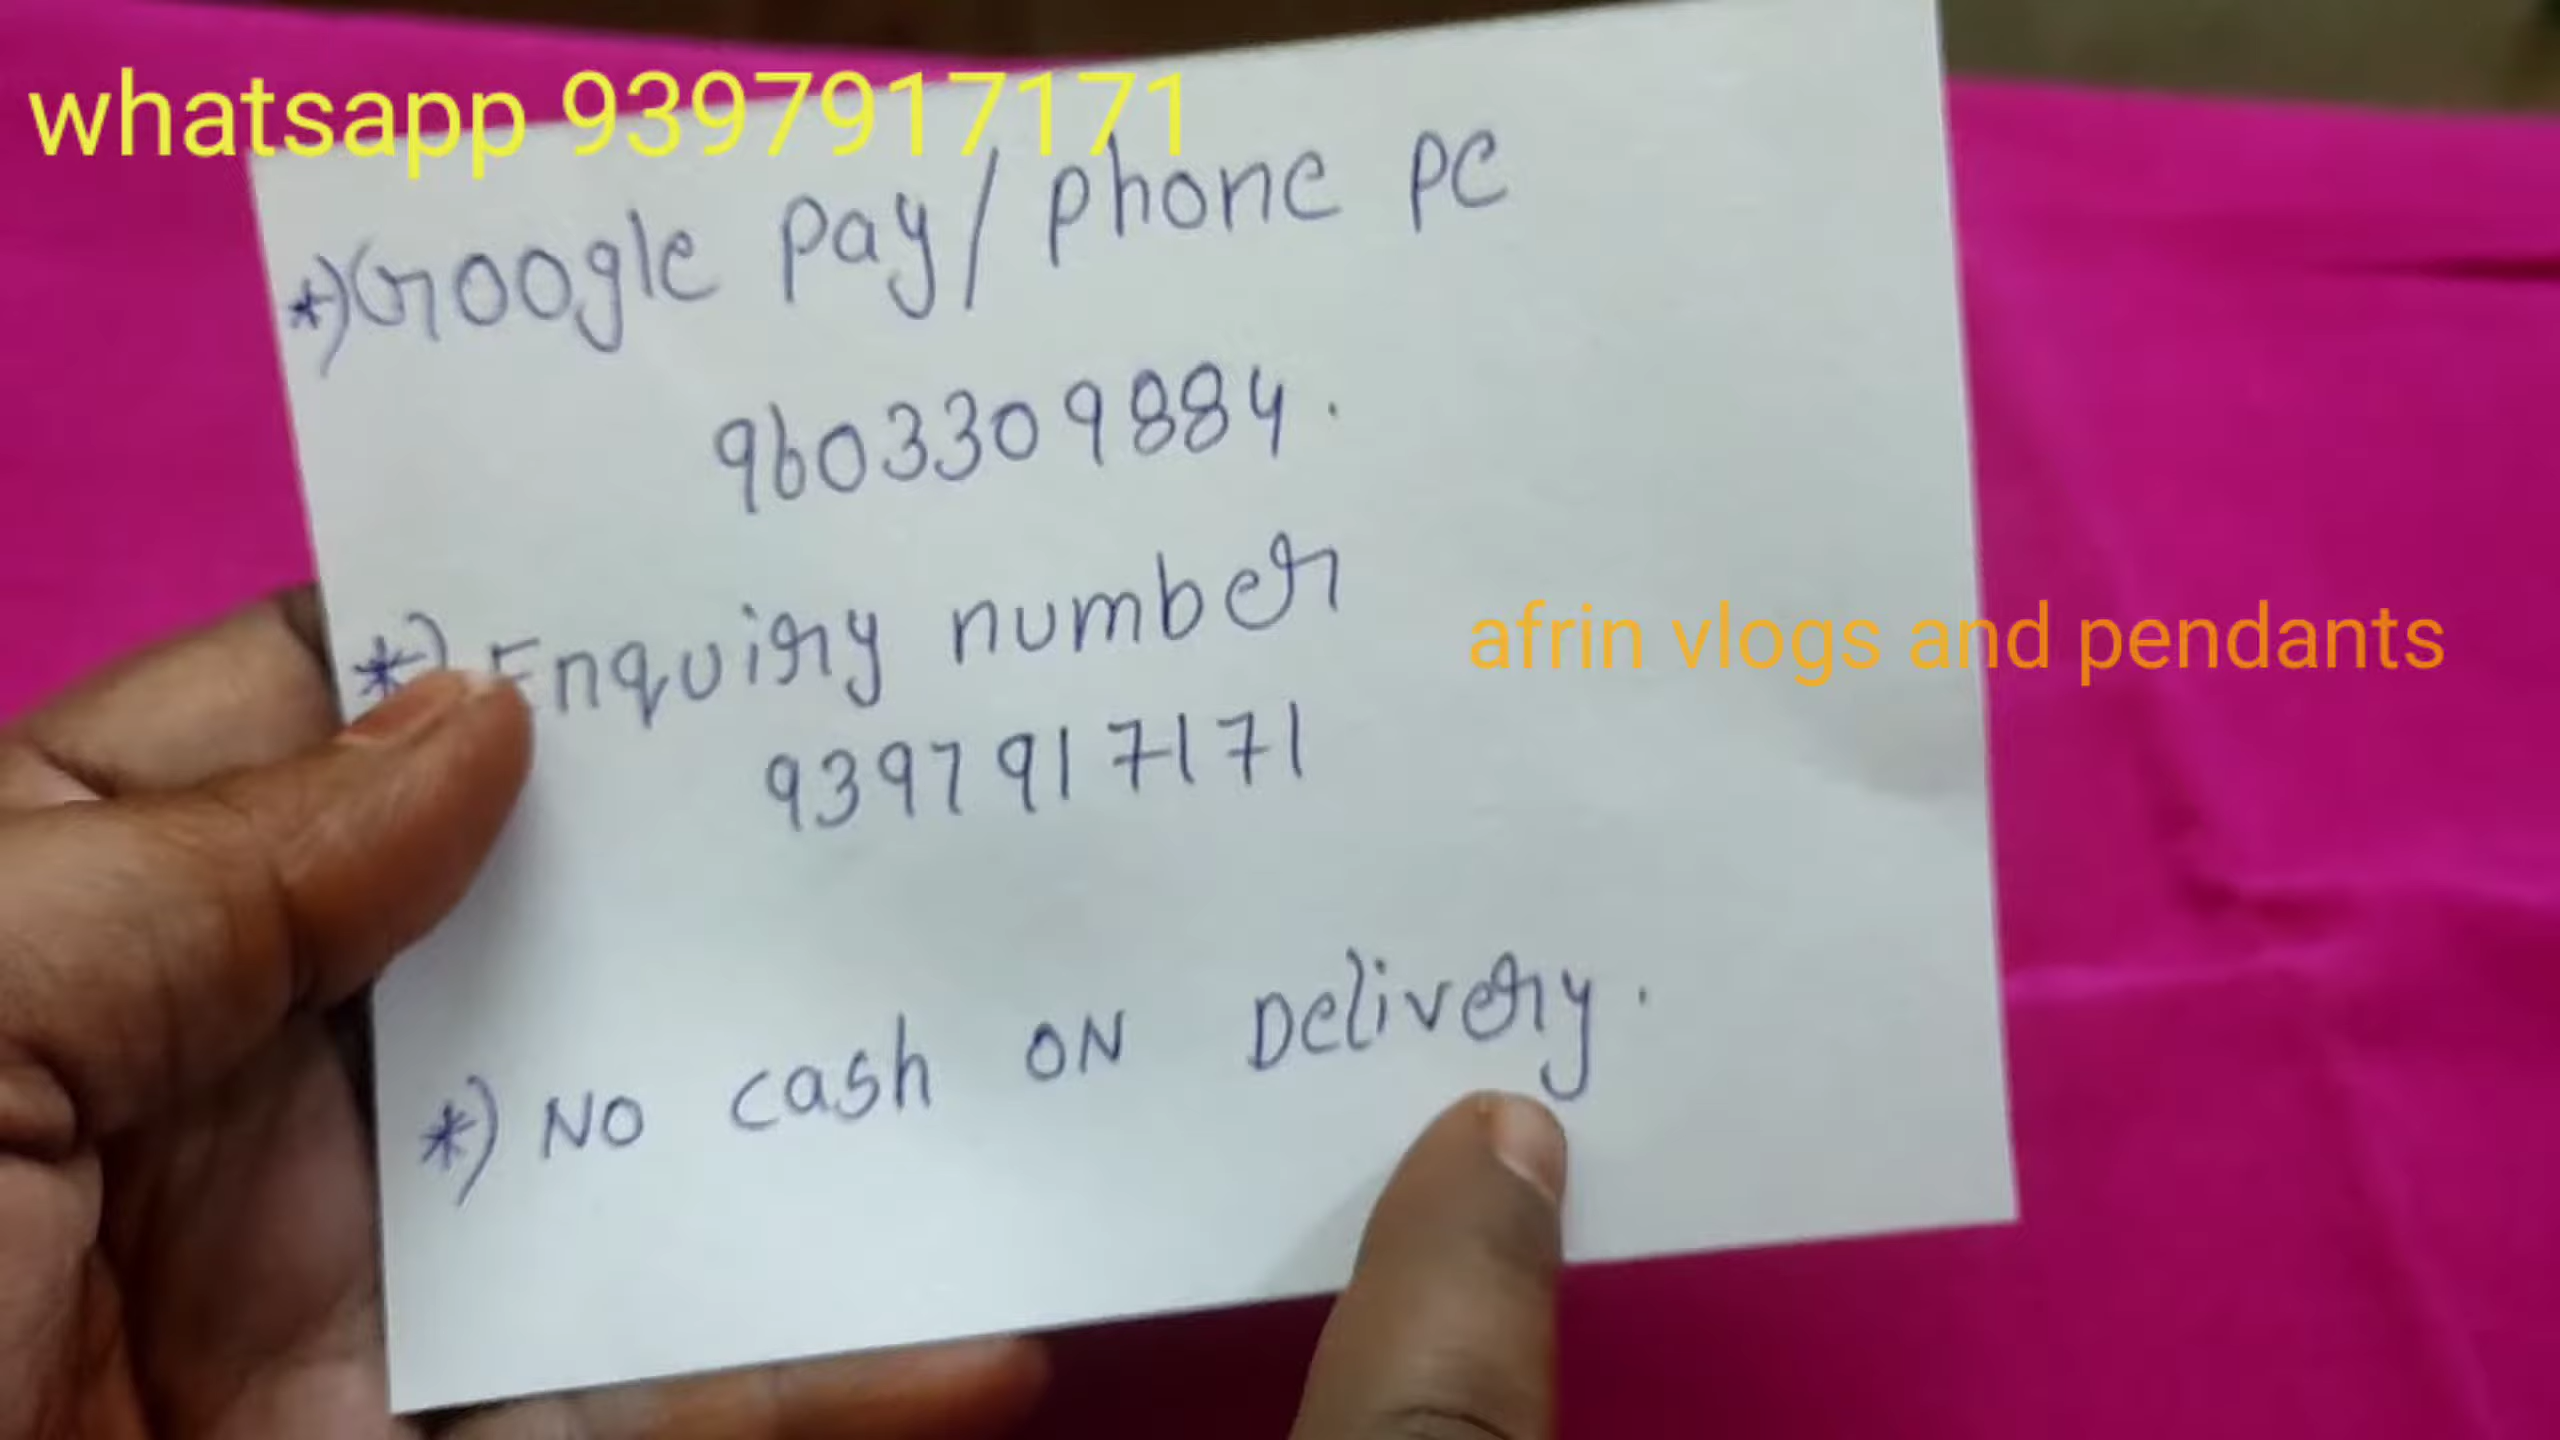 whatsapp 9397917171
*) Google Pay / Phone Pe
9603309884.
*) Enquiry number
afrin vlogs and pendants
9397917171
*) NO cash ON Delivery.